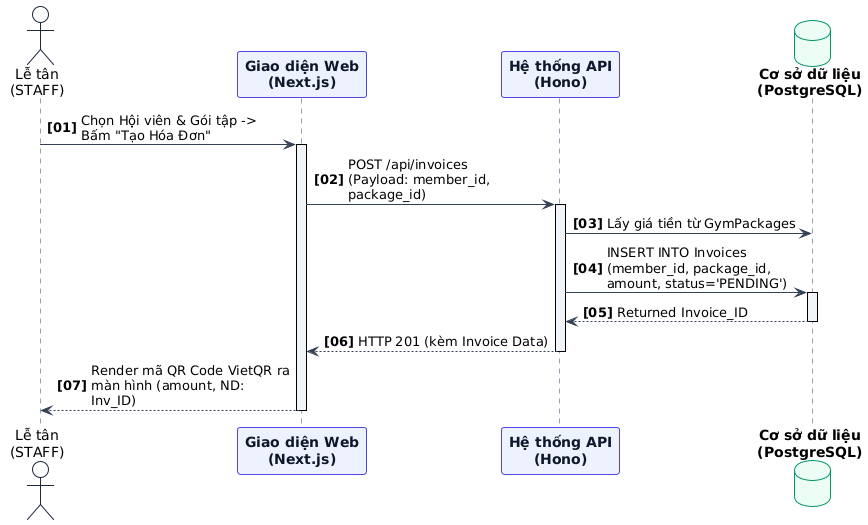 Lễ tân
(STAFF)
Giao diện Web
(Next.js)
Hệ thống API
(Hono)
Cơ sở dữ liệu
(PostgreSQL)
[01] Chọn Hội viên & Gói tập ->
Bấm "Tạo Hóa Đơn"
POST /api/invoices
[02] (Payload: member_id,
package_id)
[03] Lấy giá tiền từ GymPackages
INSERT INTO Invoices
[04] (member_id, package_id,
amount, status='PENDING')
[05] Returned Invoice_ID
[06] HTTP 201 (kèm Invoice Data)
Render mã QR Code VietQR ra
[07] màn hình (amount, ND:
Inv_ID)
Lễ tân
(STAFF)
Giao diện Web
(Next.js)
Hệ thống API
(Hono)
Cơ sở dữ liệu
(PostgreSQL)